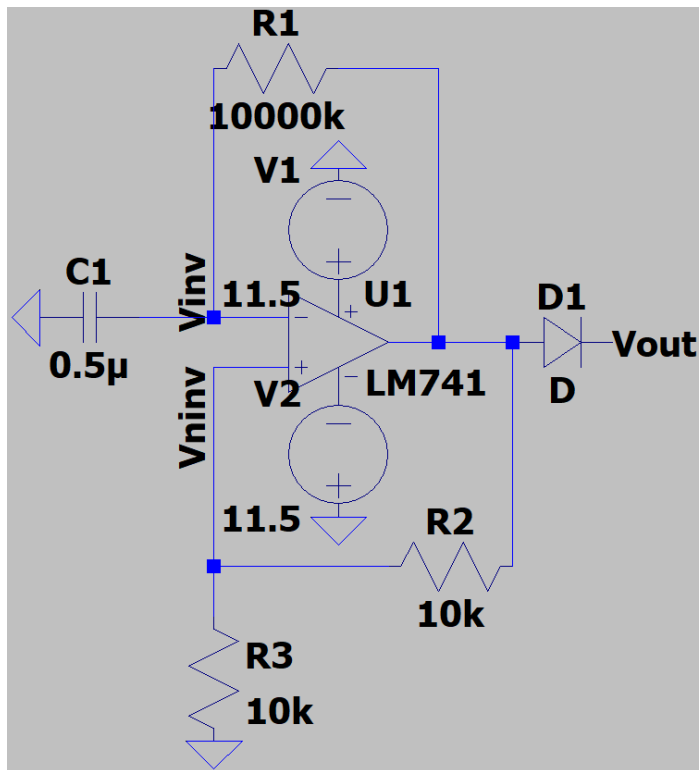 R1
10000k
V1
C1
Vinv
11.5
U1
D1
Vout
0.5µ
Vninv
V2
LM741
D
11.5
R2
10k
R3
10k